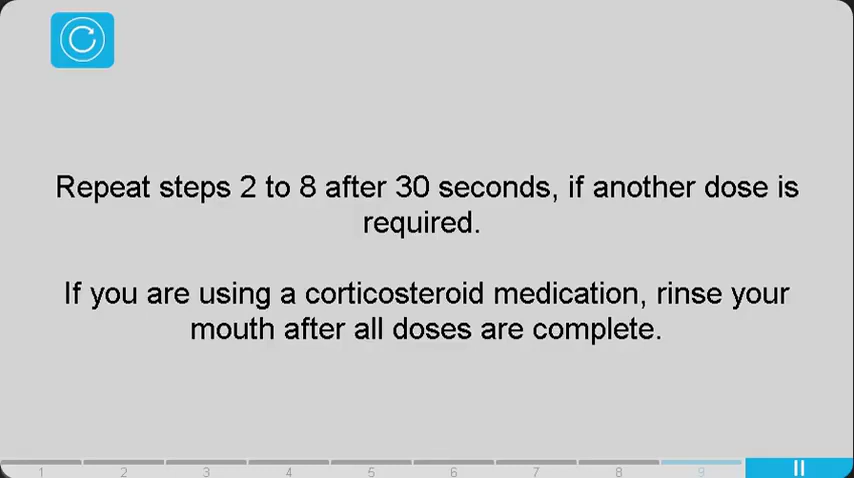 Repeat steps 2 to 8 after 30 seconds, if another dose is
required.
If you are using a corticosteroid medication, rinse your
mouth after all doses are complete.
1 2 3 4 5 6 7 8 9